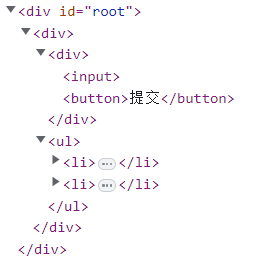 <div id="root">
<div>
<div>
<input>
<button>提交</button>
</div>
<ul>
<li>…</li>
<li>…</li>
</ul>
</div>
</div>